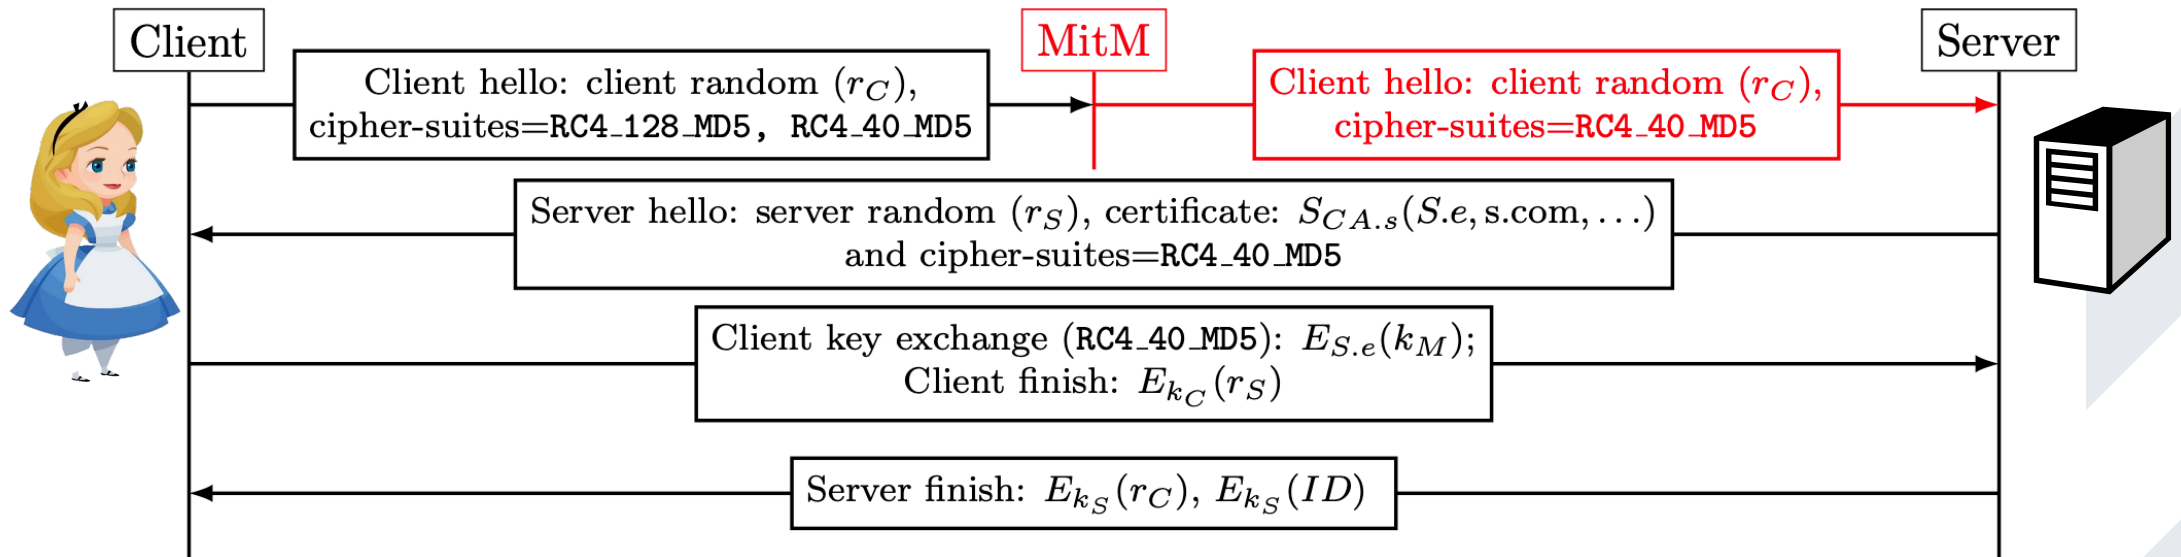 Client
MitM
Server
Client hello: client random (r_C),
cipher-suites=RC4_128_MD5, RC4_40_MD5
Client hello: client random (r_C),
cipher-suites=RC4_40_MD5
Server hello: server random (r_S), certificate: S_{CA.s}(S.e, s.com, ...)
and cipher-suites=RC4_40_MD5
Client key exchange (RC4_40_MD5): E_{S.e}(k_M);
Client finish: E_{k_C}(r_S)
Server finish: E_{k_S}(r_C), E_{k_S}(ID)